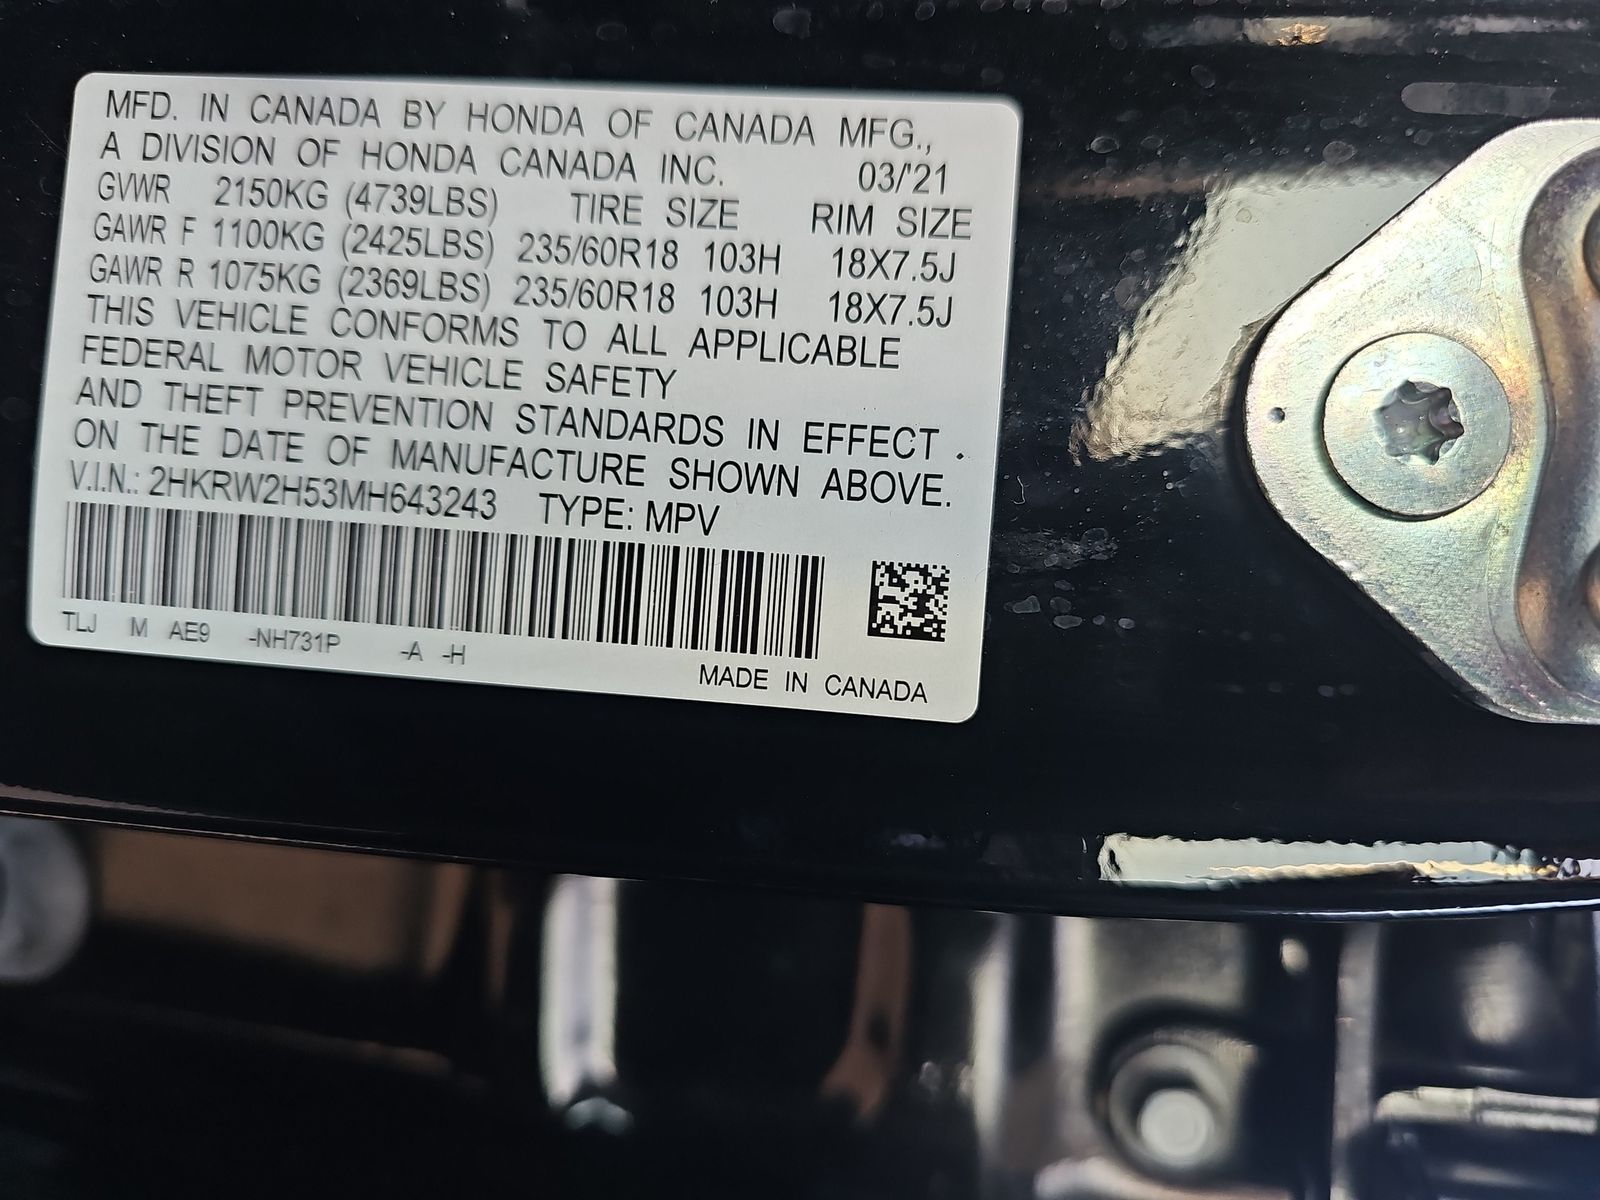 MFD. IN CANADA BY HONDA OF CANADA MFG.,
A DIVISION OF HONDA CANADA INC. 03/'21
GVWR 2150KG (4739LBS) TIRE SIZE RIM SIZE
GAWR F 1100KG (2425LBS) 235/60R18 103H 18X7.5J
GAWR R 1075KG (2369LBS) 235/60R18 103H 18X7.5J
THIS VEHICLE CONFORMS TO ALL APPLICABLE
FEDERAL MOTOR VEHICLE SAFETY
AND THEFT PREVENTION STANDARDS IN EFFECT .
ON THE DATE OF MANUFACTURE SHOWN ABOVE.
V.I.N.: 2HKRW2H53MH643243 TYPE: MPV
TLJ M AE9 -NH731P -A -H
MADE IN CANADA